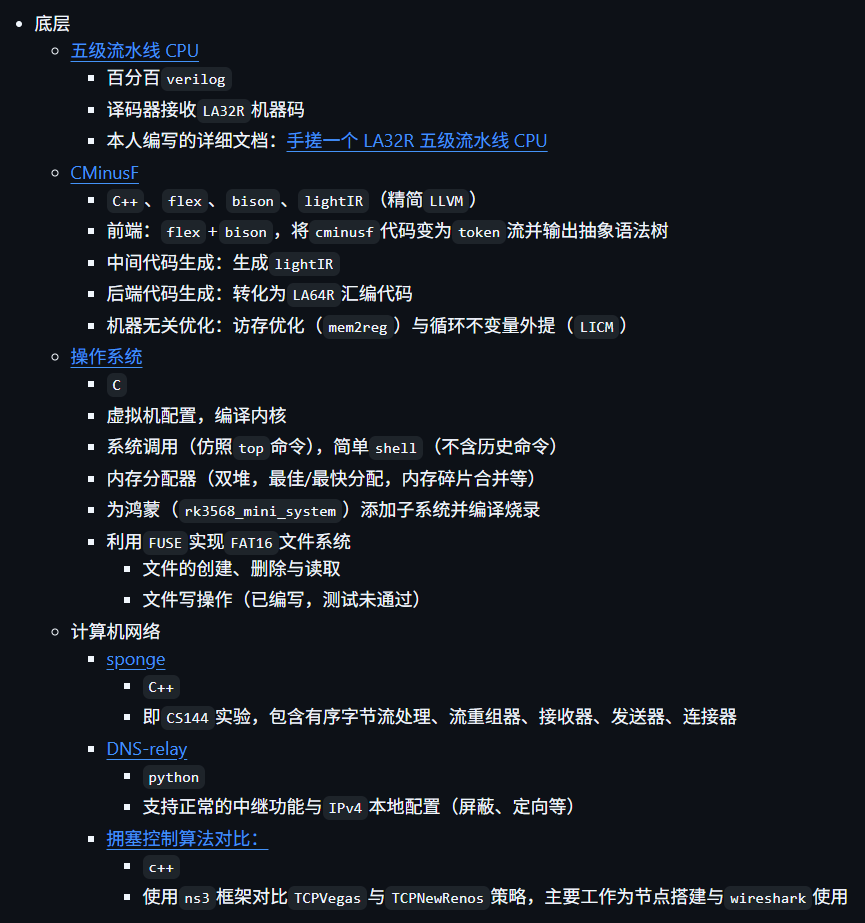 底层
五级流水线 CPU
百分百 verilog
译码器接收 LA32R 机器码
本人编写的详细文档：手搓一个 LA32R 五级流水线 CPU
CMinusF
C++ 、 flex 、 bison 、 lightIR （精简 LLVM ）
前端： flex + bison ，将 cminusf 代码变为 token 流并输出抽象语法树
中间代码生成：生成 lightIR
后端代码生成：转化为 LA64R 汇编代码
机器无关优化：访存优化（ mem2reg ）与循环不变量外提（ LICM ）
操作系统
C
虚拟机配置，编译内核
系统调用（仿照 top 命令），简单 shell （不含历史命令）
内存分配器（双堆，最佳/最快分配，内存碎片合并等）
为鸿蒙（ rk3568_mini_system ）添加子系统并编译烧录
利用 FUSE 实现 FAT16 文件系统
文件的创建、删除与读取
文件写操作（已编写，测试未通过）
计算机网络
sponge
C++
即 CS144 实验，包含有序字节流处理、流重组器、接收器、发送器、连接器
DNS-relay
python
支持正常的中继功能与 IPv4 本地配置（屏蔽、定向等）
拥塞控制算法对比：
c++
使用 ns3 框架对比 TCPVegas 与 TCPNewRenos 策略，主要工作为节点搭建与 wireshark 使用